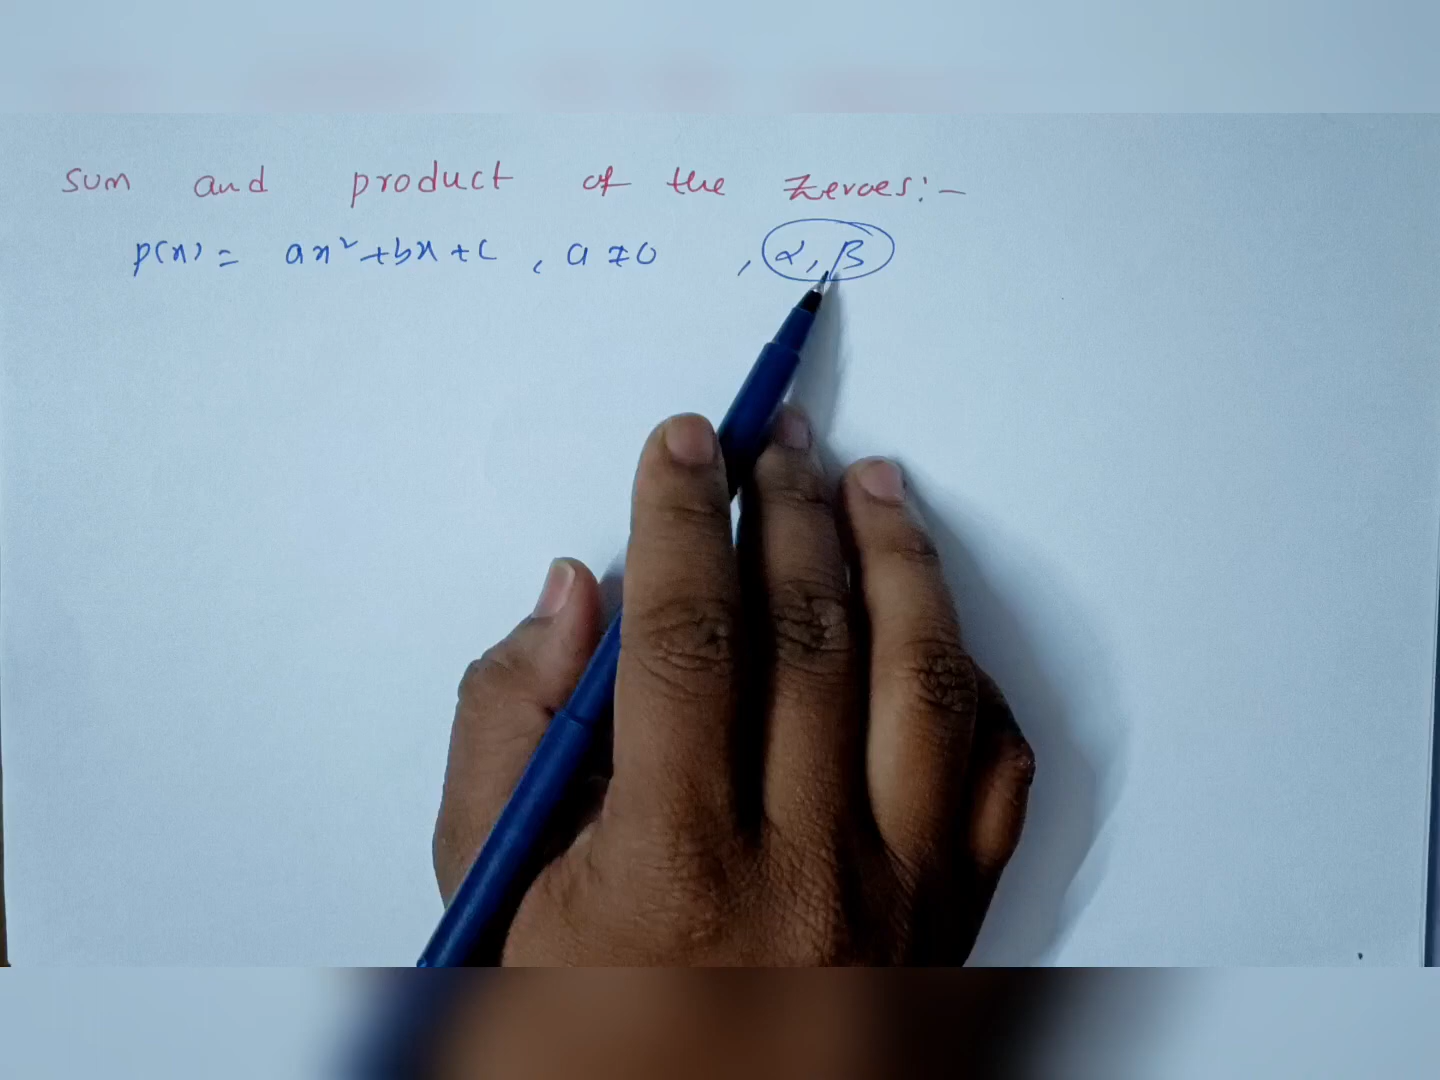 sum and product of the zeroes:-
p(x) = ax²+bx+c , a≠0 , α, β